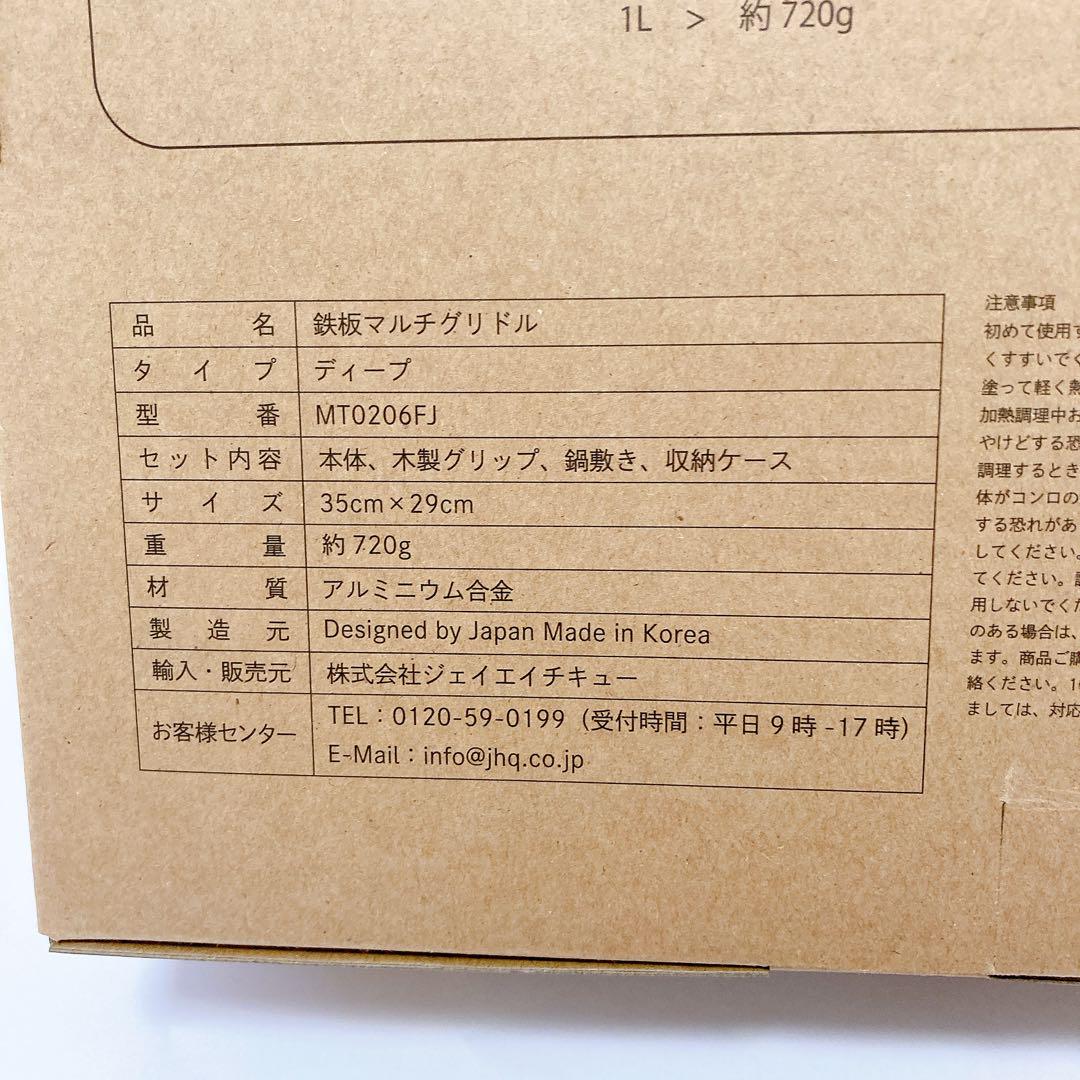 1L > 約720g
品名 鉄板マルチグリドル
タイプ ディープ
型番 MT0206FJ
セット内容 本体、木製グリップ、鍋敷き、収納ケース
サイズ 35cm×29cm
重量 約720g
材質 アルミニウム合金
製造元 Designed by Japan Made in Korea
輸入・販売元 株式会社ジェイエイチキュー
お客様センター TEL：0120-59-0199（受付時間：平日9時-17時）
E-Mail：info@jhq.co.jp
注意事項
初めて使用
くすすいで
塗って軽く
加熱調理中お
やけどする恐
調理するとき
体がコンロの
する恐れがあ
してください。
てください。
用しないでくだ
のある場合は、
ます。商品ご購
絡ください。
ましては、対応